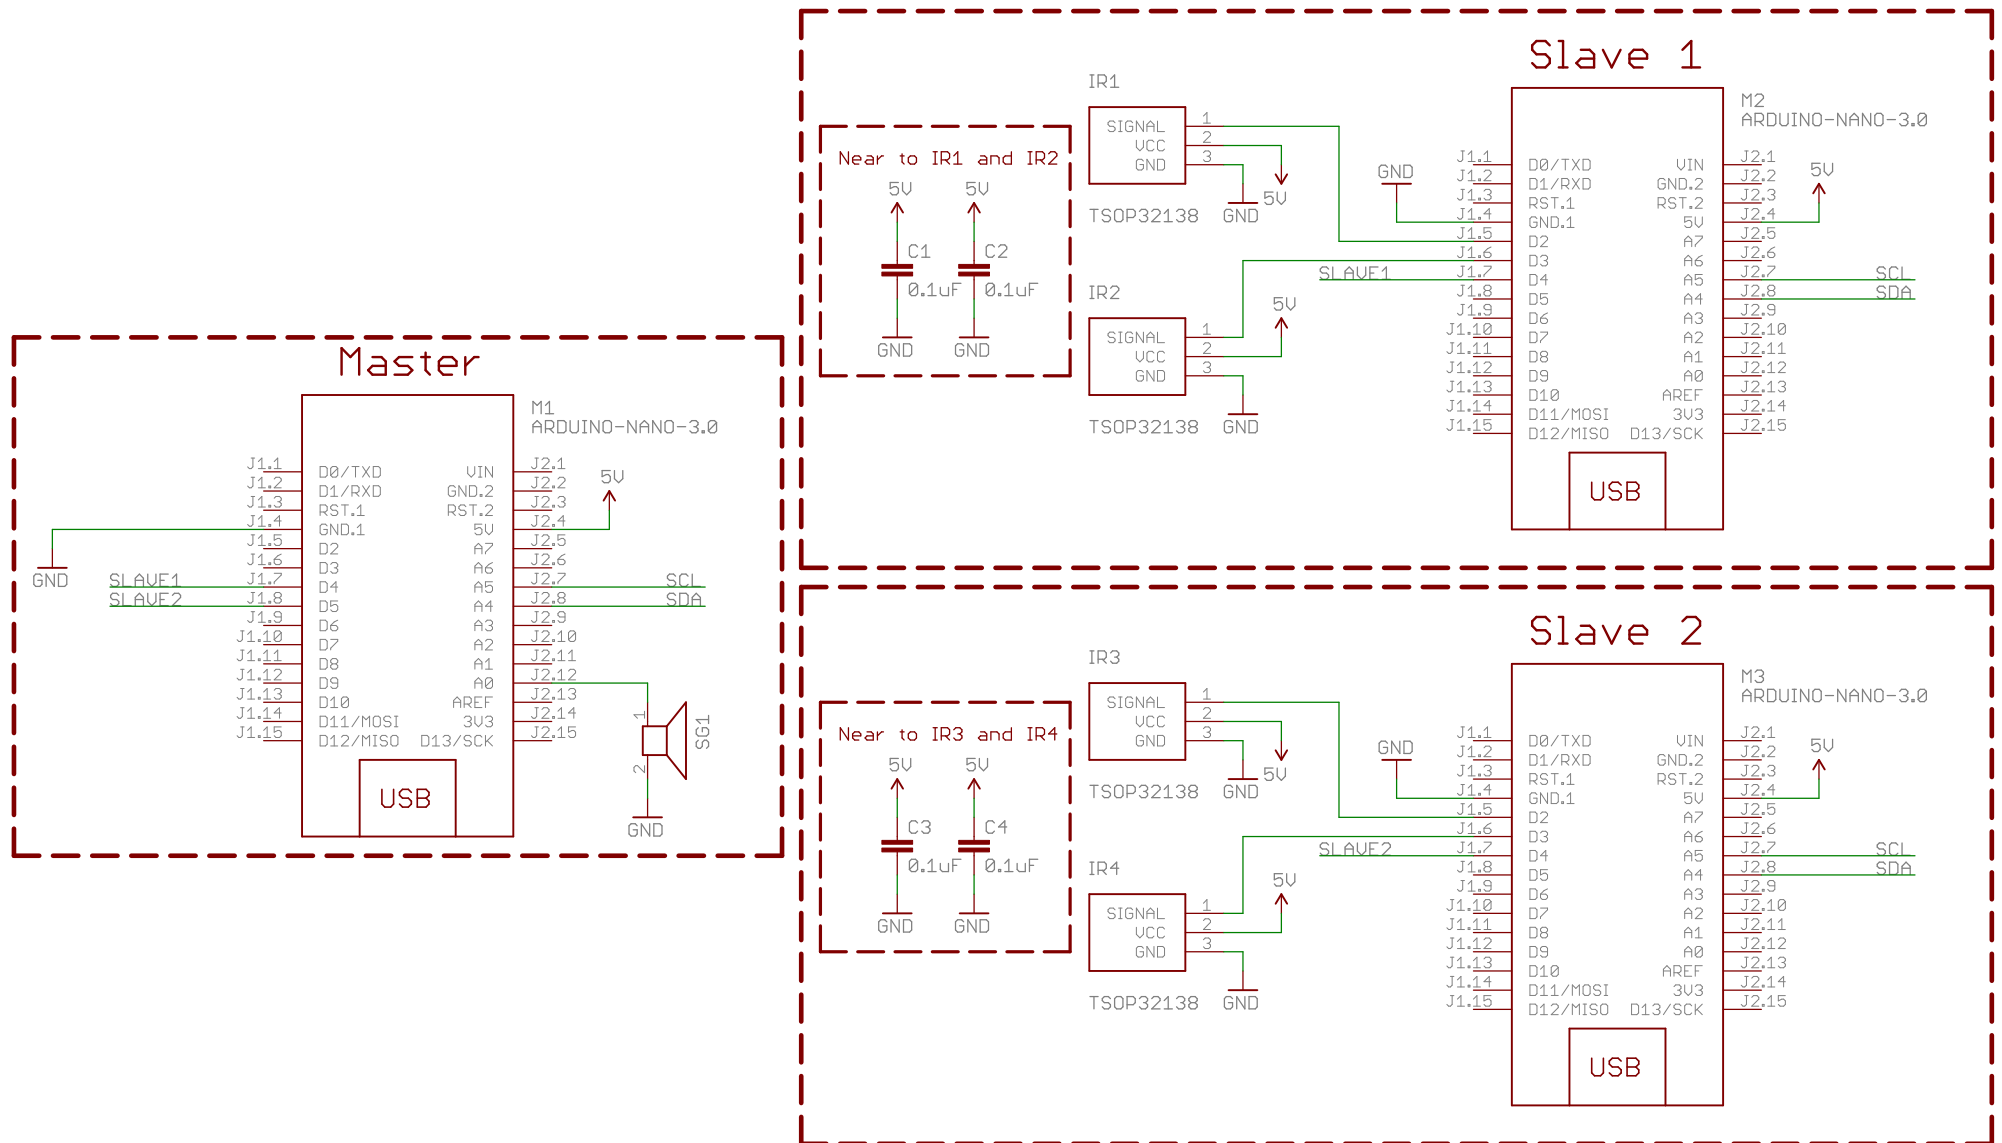 Master
M1
ARDUINO-NANO-3.0
J1.1 D0/TXD VIN J2.1
J1.2 D1/RXD GND.2 J2.2
J1.3 RST.1 RST.2 J2.3
J1.4 GND.1 5V J2.4
J1.5 D2 A7 J2.5
J1.6 D3 A6 J2.6
J1.7 D4 A5 J2.7
J1.8 D5 A4 J2.8
J1.9 D6 A3 J2.9
J1.10 D7 A2 J2.10
J1.11 D8 A1 J2.11
J1.12 D9 A0 J2.12
J1.13 D10 AREF J2.13
J1.14 D11/MOSI 3V3 J2.14
J1.15 D12/MISO D13/SCK J2.15
USB
5V
GND
SLAVE1
SLAVE2
SCL
SDA
1
2
SG1
GND
Slave 1
Near to IR1 and IR2
5V 5V
C1 C2
0.1uF 0.1uF
GND GND
IR1
SIGNAL 1
VCC 2
GND 3
TSOP32138
GND
5V
IR2
SIGNAL 1
VCC 2
GND 3
TSOP32138
5V
GND
GND
SLAVE1
M2
ARDUINO-NANO-3.0
J1.1 D0/TXD VIN J2.1
J1.2 D1/RXD GND.2 J2.2
J1.3 RST.1 RST.2 J2.3
J1.4 GND.1 5V J2.4
J1.5 D2 A7 J2.5
J1.6 D3 A6 J2.6
J1.7 D4 A5 J2.7
J1.8 D5 A4 J2.8
J1.9 D6 A3 J2.9
J1.10 D7 A2 J2.10
J1.11 D8 A1 J2.11
J1.12 D9 A0 J2.12
J1.13 D10 AREF J2.13
J1.14 D11/MOSI 3V3 J2.14
J1.15 D12/MISO D13/SCK J2.15
USB
5V
SCL
SDA
Slave 2
Near to IR3 and IR4
5V 5V
C3 C4
0.1uF 0.1uF
GND GND
IR3
SIGNAL 1
VCC 2
GND 3
TSOP32138
GND
5V
IR4
SIGNAL 1
VCC 2
GND 3
TSOP32138
5V
GND
GND
SLAVE2
M3
ARDUINO-NANO-3.0
J1.1 D0/TXD VIN J2.1
J1.2 D1/RXD GND.2 J2.2
J1.3 RST.1 RST.2 J2.3
J1.4 GND.1 5V J2.4
J1.5 D2 A7 J2.5
J1.6 D3 A6 J2.6
J1.7 D4 A5 J2.7
J1.8 D5 A4 J2.8
J1.9 D6 A3 J2.9
J1.10 D7 A2 J2.10
J1.11 D8 A1 J2.11
J1.12 D9 A0 J2.12
J1.13 D10 AREF J2.13
J1.14 D11/MOSI 3V3 J2.14
J1.15 D12/MISO D13/SCK J2.15
USB
5V
SCL
SDA